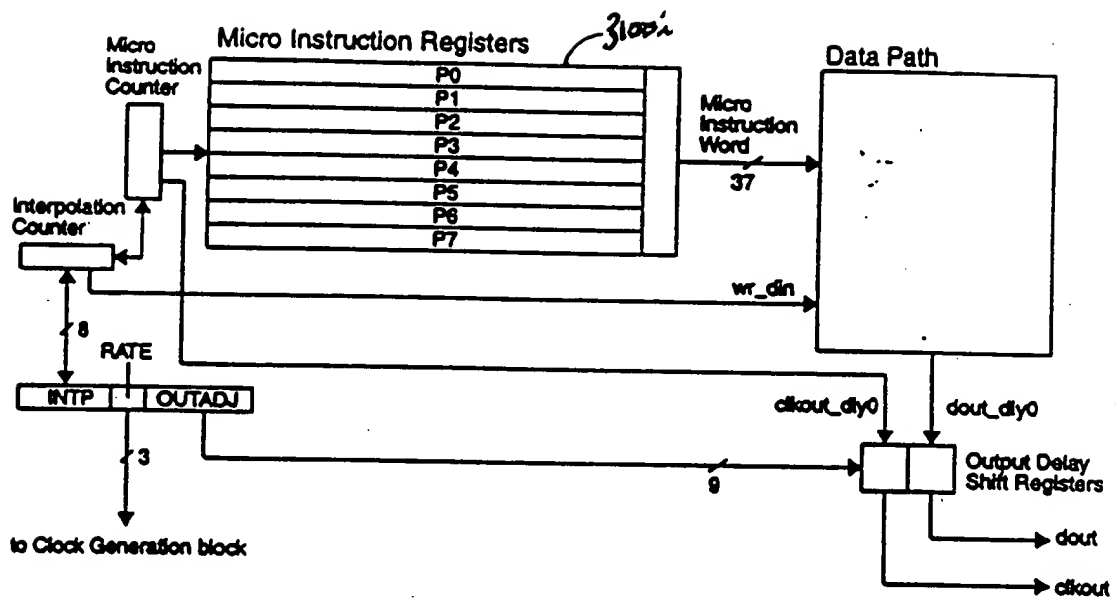 Micro Instruction Registers
3100
Micro
Instruction
Counter
P0
P1
P2
P3
P4
P5
P6
P7
Micro
Instruction
Word
37
Data Path
Interpolation
Counter
wr_din
8
RATE
INTP
OUTADJ
clkout_dly0
dout_dly0
3
9
Output Delay
Shift Registers
to Clock Generation block
dout
clkout